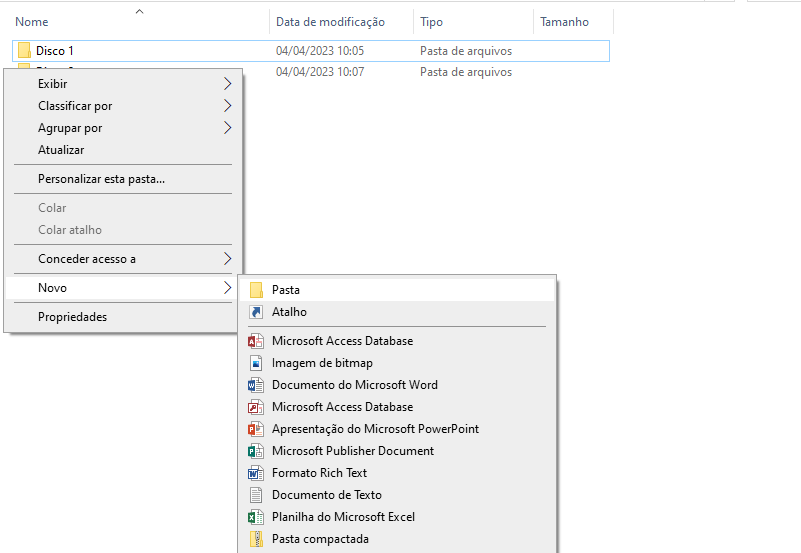 Nome Data de modificação Tipo Tamanho
Disco 1 04/04/2023 10:05 Pasta de arquivos
04/04/2023 10:07 Pasta de arquivos
Exibir
Classificar por
Agrupar por
Atualizar
Personalizar esta pasta...
Colar
Colar atalho
Conceder acesso a
Novo
Propriedades
Pasta
Atalho
Microsoft Access Database
Imagem de bitmap
Documento do Microsoft Word
Microsoft Access Database
Apresentação do Microsoft PowerPoint
Microsoft Publisher Document
Formato Rich Text
Documento de Texto
Planilha do Microsoft Excel
Pasta compactada